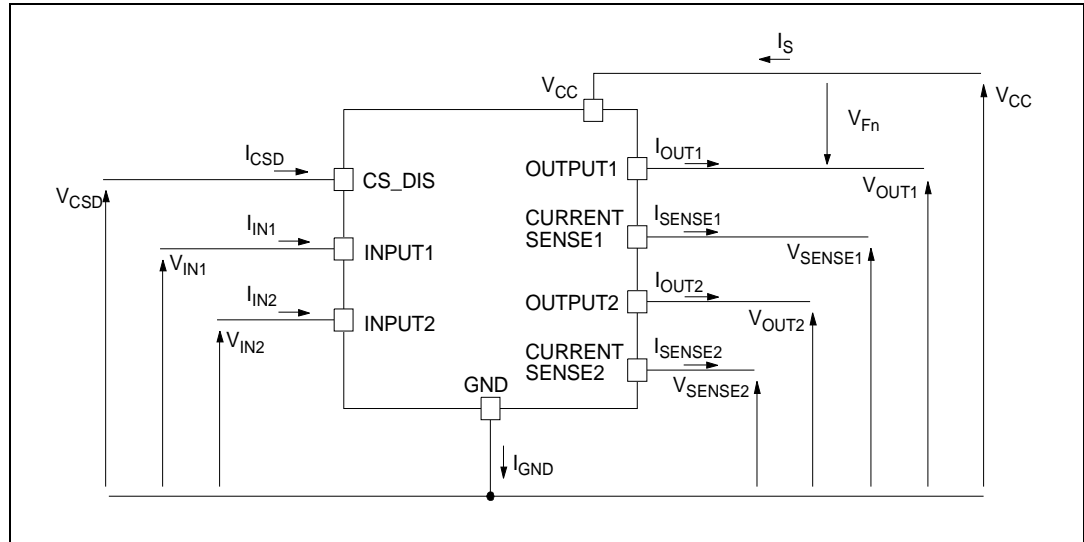 I_S
V_CC
V_CC
V_Fn
I_CSD
CS_DIS
V_CSD
I_OUT1
OUTPUT1
V_OUT1
I_IN1
INPUT1
V_IN1
CURRENT
SENSE1
I_SENSE1
V_SENSE1
I_IN2
INPUT2
V_IN2
I_OUT2
OUTPUT2
V_OUT2
CURRENT
SENSE2
I_SENSE2
V_SENSE2
GND
I_GND